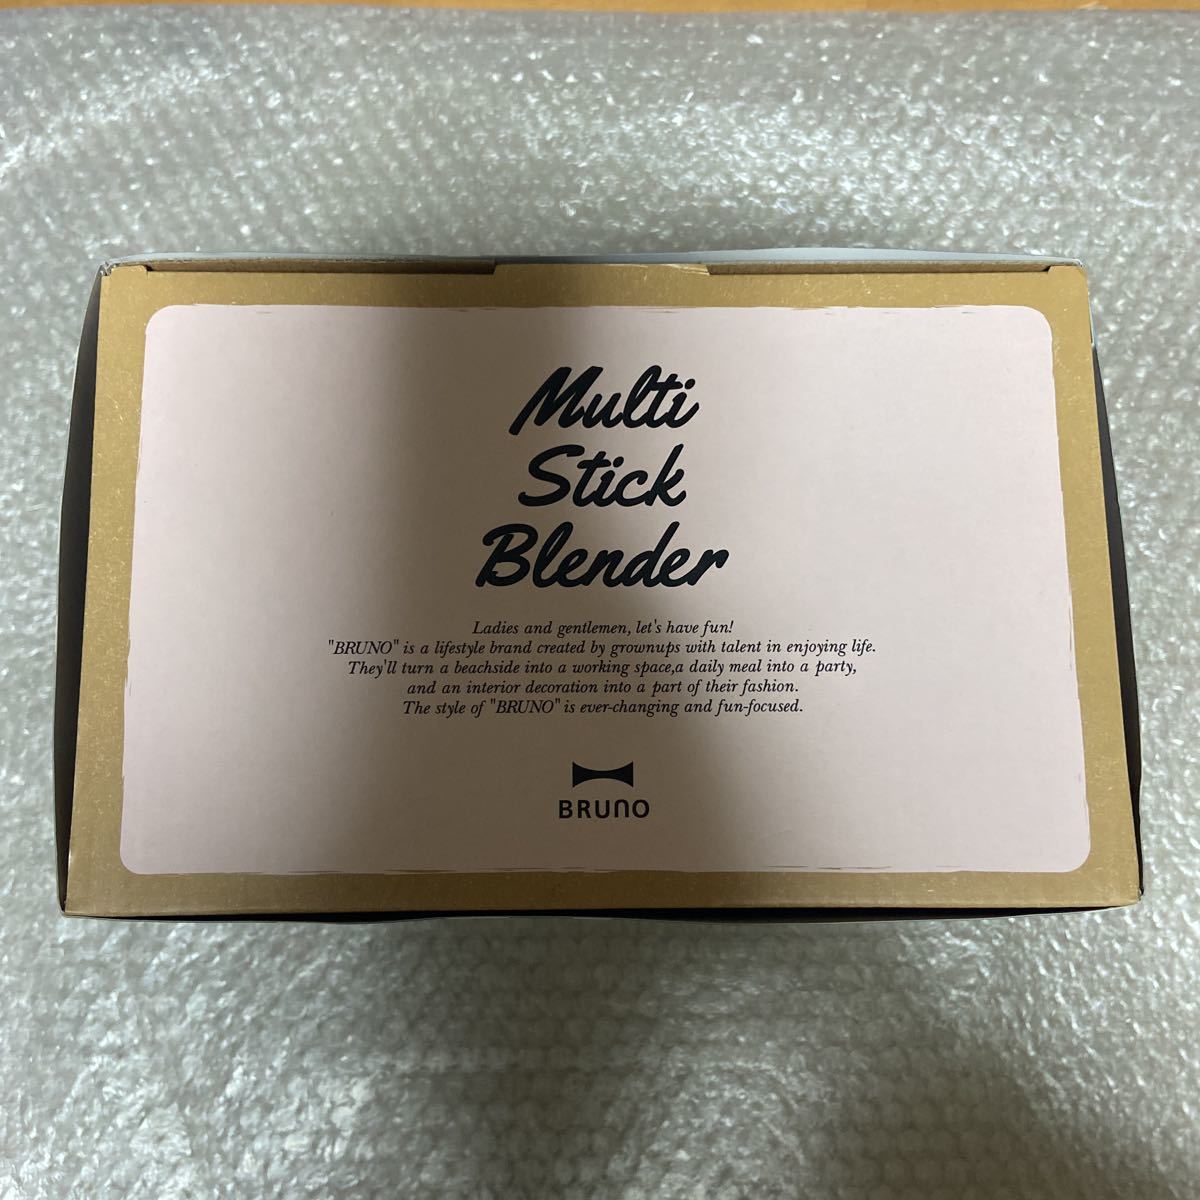 Multi
Stick
Blender
Ladies and gentlemen, let's have fun!
"BRUNO" is a lifestyle brand created by grownups with talent in enjoying life.
They'll turn a beachside into a working space,a daily meal into a party,
and an interior decoration into a part of their fashion.
The style of "BRUNO" is ever-changing and fun-focused.
BRUNO